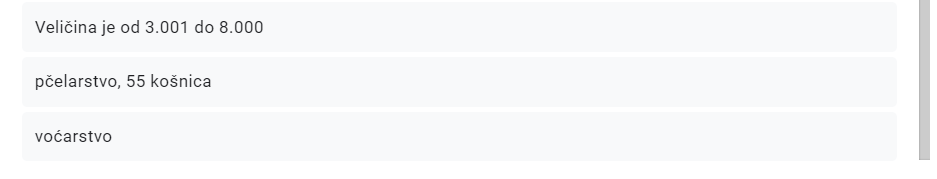 Veličina je od 3.001 do 8.000
pčelarstvo, 55 košnica
voćarstvo